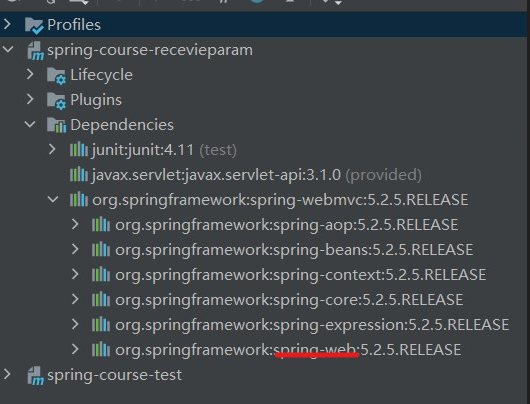 Profiles
spring-course-recevieparam
Lifecycle
Plugins
Dependencies
junit:junit:4.11 (test)
javax.servlet:javax.servlet-api:3.1.0 (provided)
org.springframework:spring-webmvc:5.2.5.RELEASE
org.springframework:spring-aop:5.2.5.RELEASE
org.springframework:spring-beans:5.2.5.RELEASE
org.springframework:spring-context:5.2.5.RELEASE
org.springframework:spring-core:5.2.5.RELEASE
org.springframework:spring-expression:5.2.5.RELEASE
org.springframework:spring-web:5.2.5.RELEASE
spring-course-test